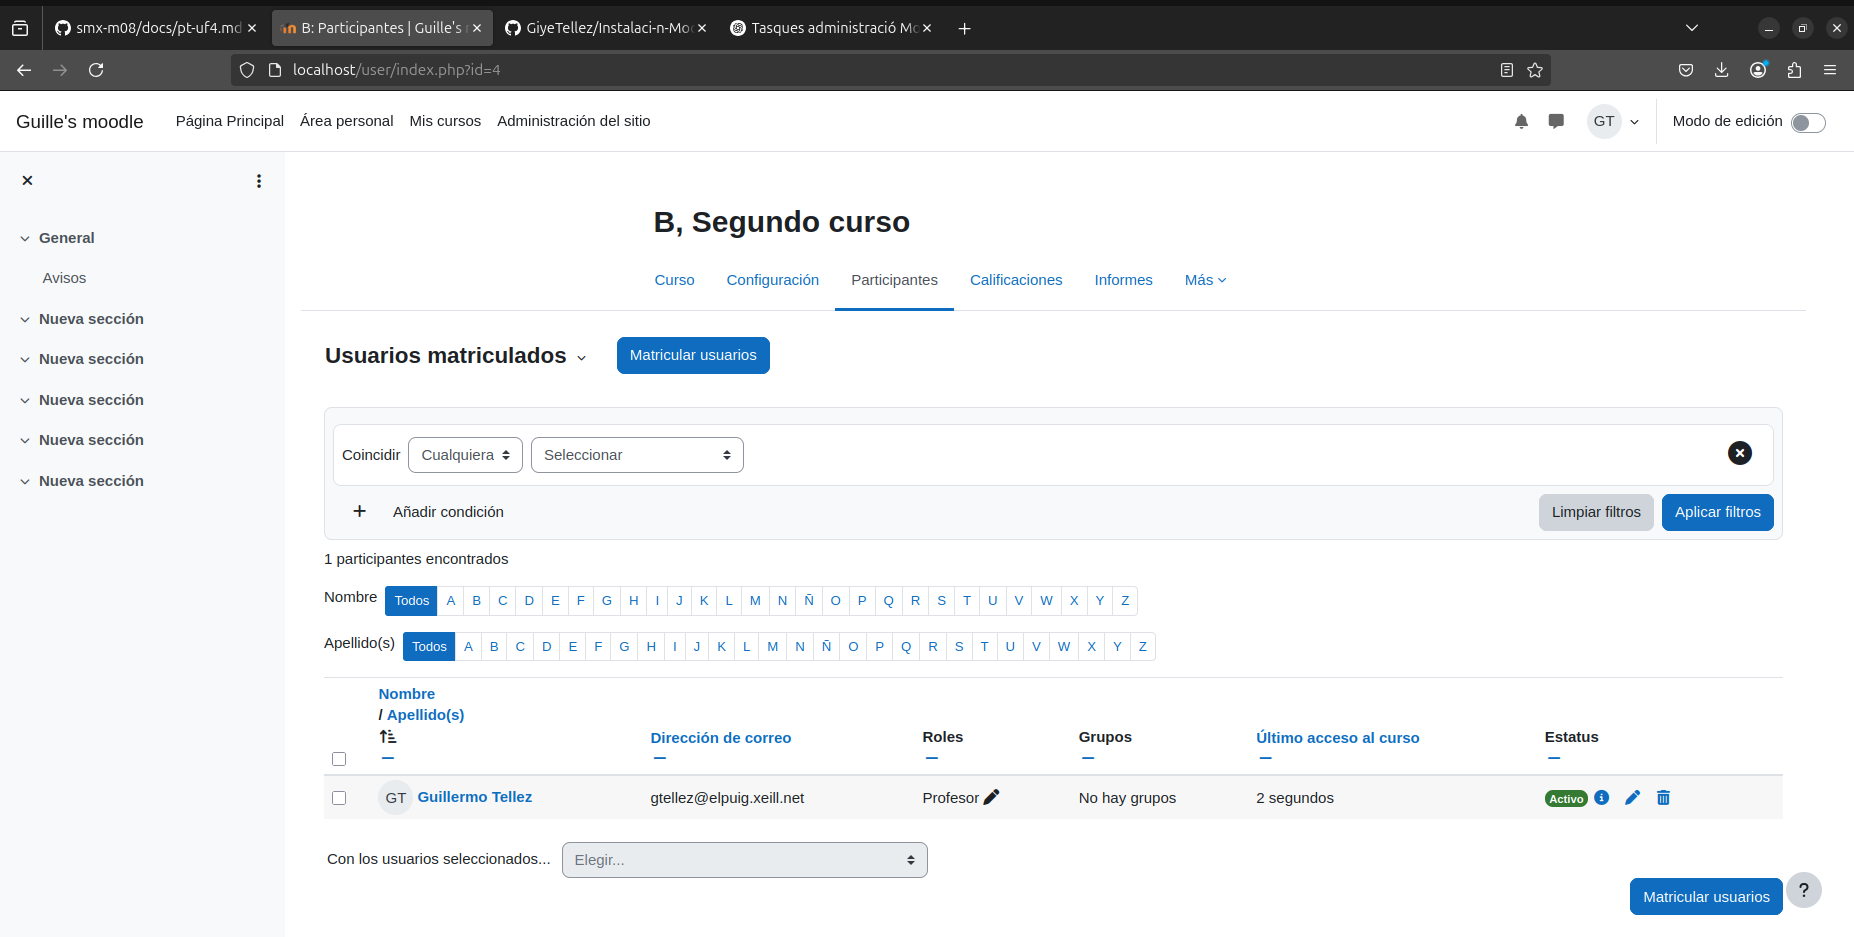 smx-m08/docs/pt-uf4.md
B: Participantes | Guille's
GiyeTellez/Instalaci-n-Moo
Tasques administració Mo
localhost/user/index.php?id=4
Guille's moodle
Página Principal
Área personal
Mis cursos
Administración del sitio
GT
Modo de edición
General
Avisos
Nueva sección
Nueva sección
Nueva sección
Nueva sección
Nueva sección
B, Segundo curso
Curso
Configuración
Participantes
Calificaciones
Informes
Más
Usuarios matriculados
Matricular usuarios
Coincidir
Cualquiera
Seleccionar
Añadir condición
Limpiar filtros
Aplicar filtros
1 participantes encontrados
Nombre Todos A B C D E F G H I J K L M N Ñ O P Q R S T U V W X Y Z
Apellido(s) Todos A B C D E F G H I J K L M N Ñ O P Q R S T U V W X Y Z
Nombre
/ Apellido(s)
Dirección de correo
Roles
Grupos
Último acceso al curso
Estatus
GT
Guillermo Tellez
gtellez@elpuig.xeill.net
Profesor
No hay grupos
2 segundos
Activo
Con los usuarios seleccionados...
Elegir...
Matricular usuarios
?